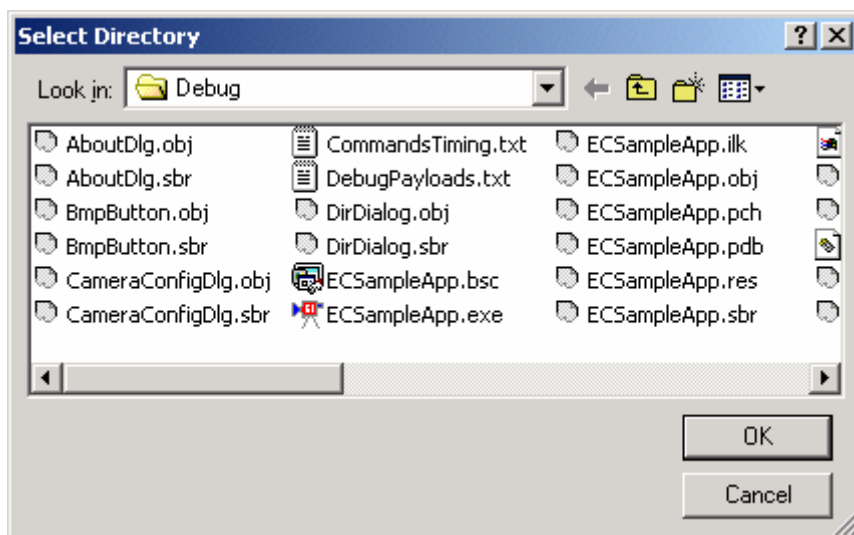 Select Directory
Look in: Debug
AboutDlg.obj CommandsTiming.txt ECSampleApp.ilk
AboutDlg.sbr DebugPayloads.txt ECSampleApp.obj
BmpButton.obj DirDialog.obj ECSampleApp.pch
BmpButton.sbr DirDialog.sbr ECSampleApp.pdb
CameraConfigDlg.obj ECSampleApp.bsc ECSampleApp.res
CameraConfigDlg.sbr ECSampleApp.exe ECSampleApp.sbr
OK
Cancel